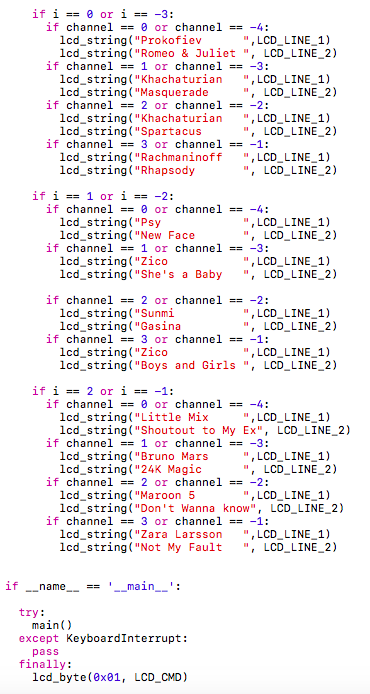 if i == 0 or i == -3:
if channel == 0 or channel == -4:
lcd_string("Prokofiev      ",LCD_LINE_1)
lcd_string("Romeo & Juliet ", LCD_LINE_2)
if channel == 1 or channel == -3:
lcd_string("Khachaturian   ",LCD_LINE_1)
lcd_string("Masquerade     ", LCD_LINE_2)
if channel == 2 or channel == -2:
lcd_string("Khachaturian   ",LCD_LINE_1)
lcd_string("Spartacus      ", LCD_LINE_2)
if channel == 3 or channel == -1:
lcd_string("Rachmaninoff   ",LCD_LINE_1)
lcd_string("Rhapsody       ", LCD_LINE_2)
if i == 1 or i == -2:
if channel == 0 or channel == -4:
lcd_string("Psy            ",LCD_LINE_1)
lcd_string("New Face       ", LCD_LINE_2)
if channel == 1 or channel == -3:
lcd_string("Zico           ",LCD_LINE_1)
lcd_string("She's a Baby   ", LCD_LINE_2)
if channel == 2 or channel == -2:
lcd_string("Sunmi          ",LCD_LINE_1)
lcd_string("Gasina         ", LCD_LINE_2)
if channel == 3 or channel == -1:
lcd_string("Zico           ",LCD_LINE_1)
lcd_string("Boys and Girls ", LCD_LINE_2)
if i == 2 or i == -1:
if channel == 0 or channel == -4:
lcd_string("Little Mix     ",LCD_LINE_1)
lcd_string("Shoutout to My Ex", LCD_LINE_2)
if channel == 1 or channel == -3:
lcd_string("Bruno Mars     ",LCD_LINE_1)
lcd_string("24K Magic      ", LCD_LINE_2)
if channel == 2 or channel == -2:
lcd_string("Maroon 5       ",LCD_LINE_1)
lcd_string("Don't Wanna know", LCD_LINE_2)
if channel == 3 or channel == -1:
lcd_string("Zara Larsson   ",LCD_LINE_1)
lcd_string("Not My Fault   ", LCD_LINE_2)
if __name__ == '__main__':
try:
main()
except KeyboardInterrupt:
pass
finally:
lcd_byte(0x01, LCD_CMD)